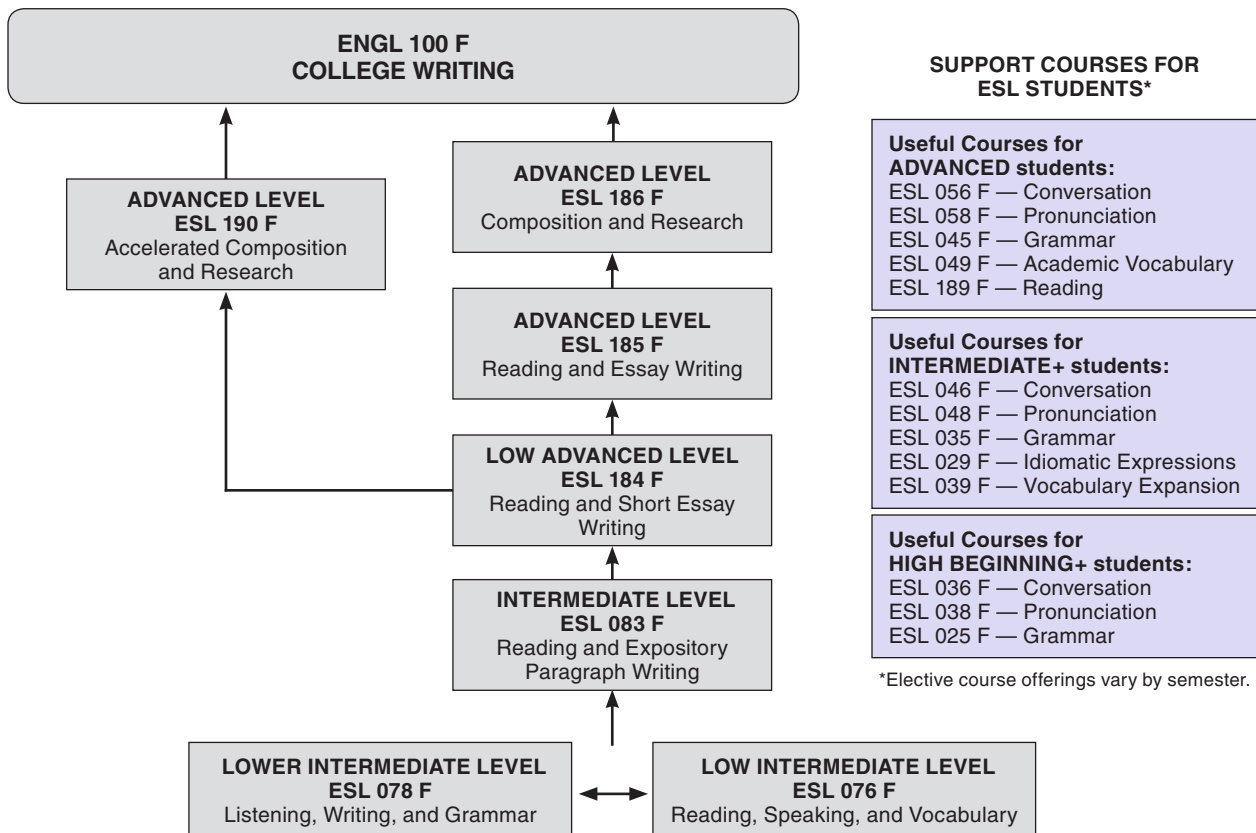 ENGL 100 F
COLLEGE WRITING
ADVANCED LEVEL
ESL 190 F
Accelerated Composition
and Research
ADVANCED LEVEL
ESL 186 F
Composition and Research
ADVANCED LEVEL
ESL 185 F
Reading and Essay Writing
LOW ADVANCED LEVEL
ESL 184 F
Reading and Short Essay
Writing
INTERMEDIATE LEVEL
ESL 083 F
Reading and Expository
Paragraph Writing
LOWER INTERMEDIATE LEVEL
ESL 078 F
Listening, Writing, and Grammar
LOW INTERMEDIATE LEVEL
ESL 076 F
Reading, Speaking, and Vocabulary
SUPPORT COURSES FOR
ESL STUDENTS*
Useful Courses for
ADVANCED students:
ESL 056 F — Conversation
ESL 058 F — Pronunciation
ESL 045 F — Grammar
ESL 049 F — Academic Vocabulary
ESL 189 F — Reading
Useful Courses for
INTERMEDIATE+ students:
ESL 046 F — Conversation
ESL 048 F — Pronunciation
ESL 035 F — Grammar
ESL 029 F — Idiomatic Expressions
ESL 039 F — Vocabulary Expansion
Useful Courses for
HIGH BEGINNING+ students:
ESL 036 F — Conversation
ESL 038 F — Pronunciation
ESL 025 F — Grammar
*Elective course offerings vary by semester.